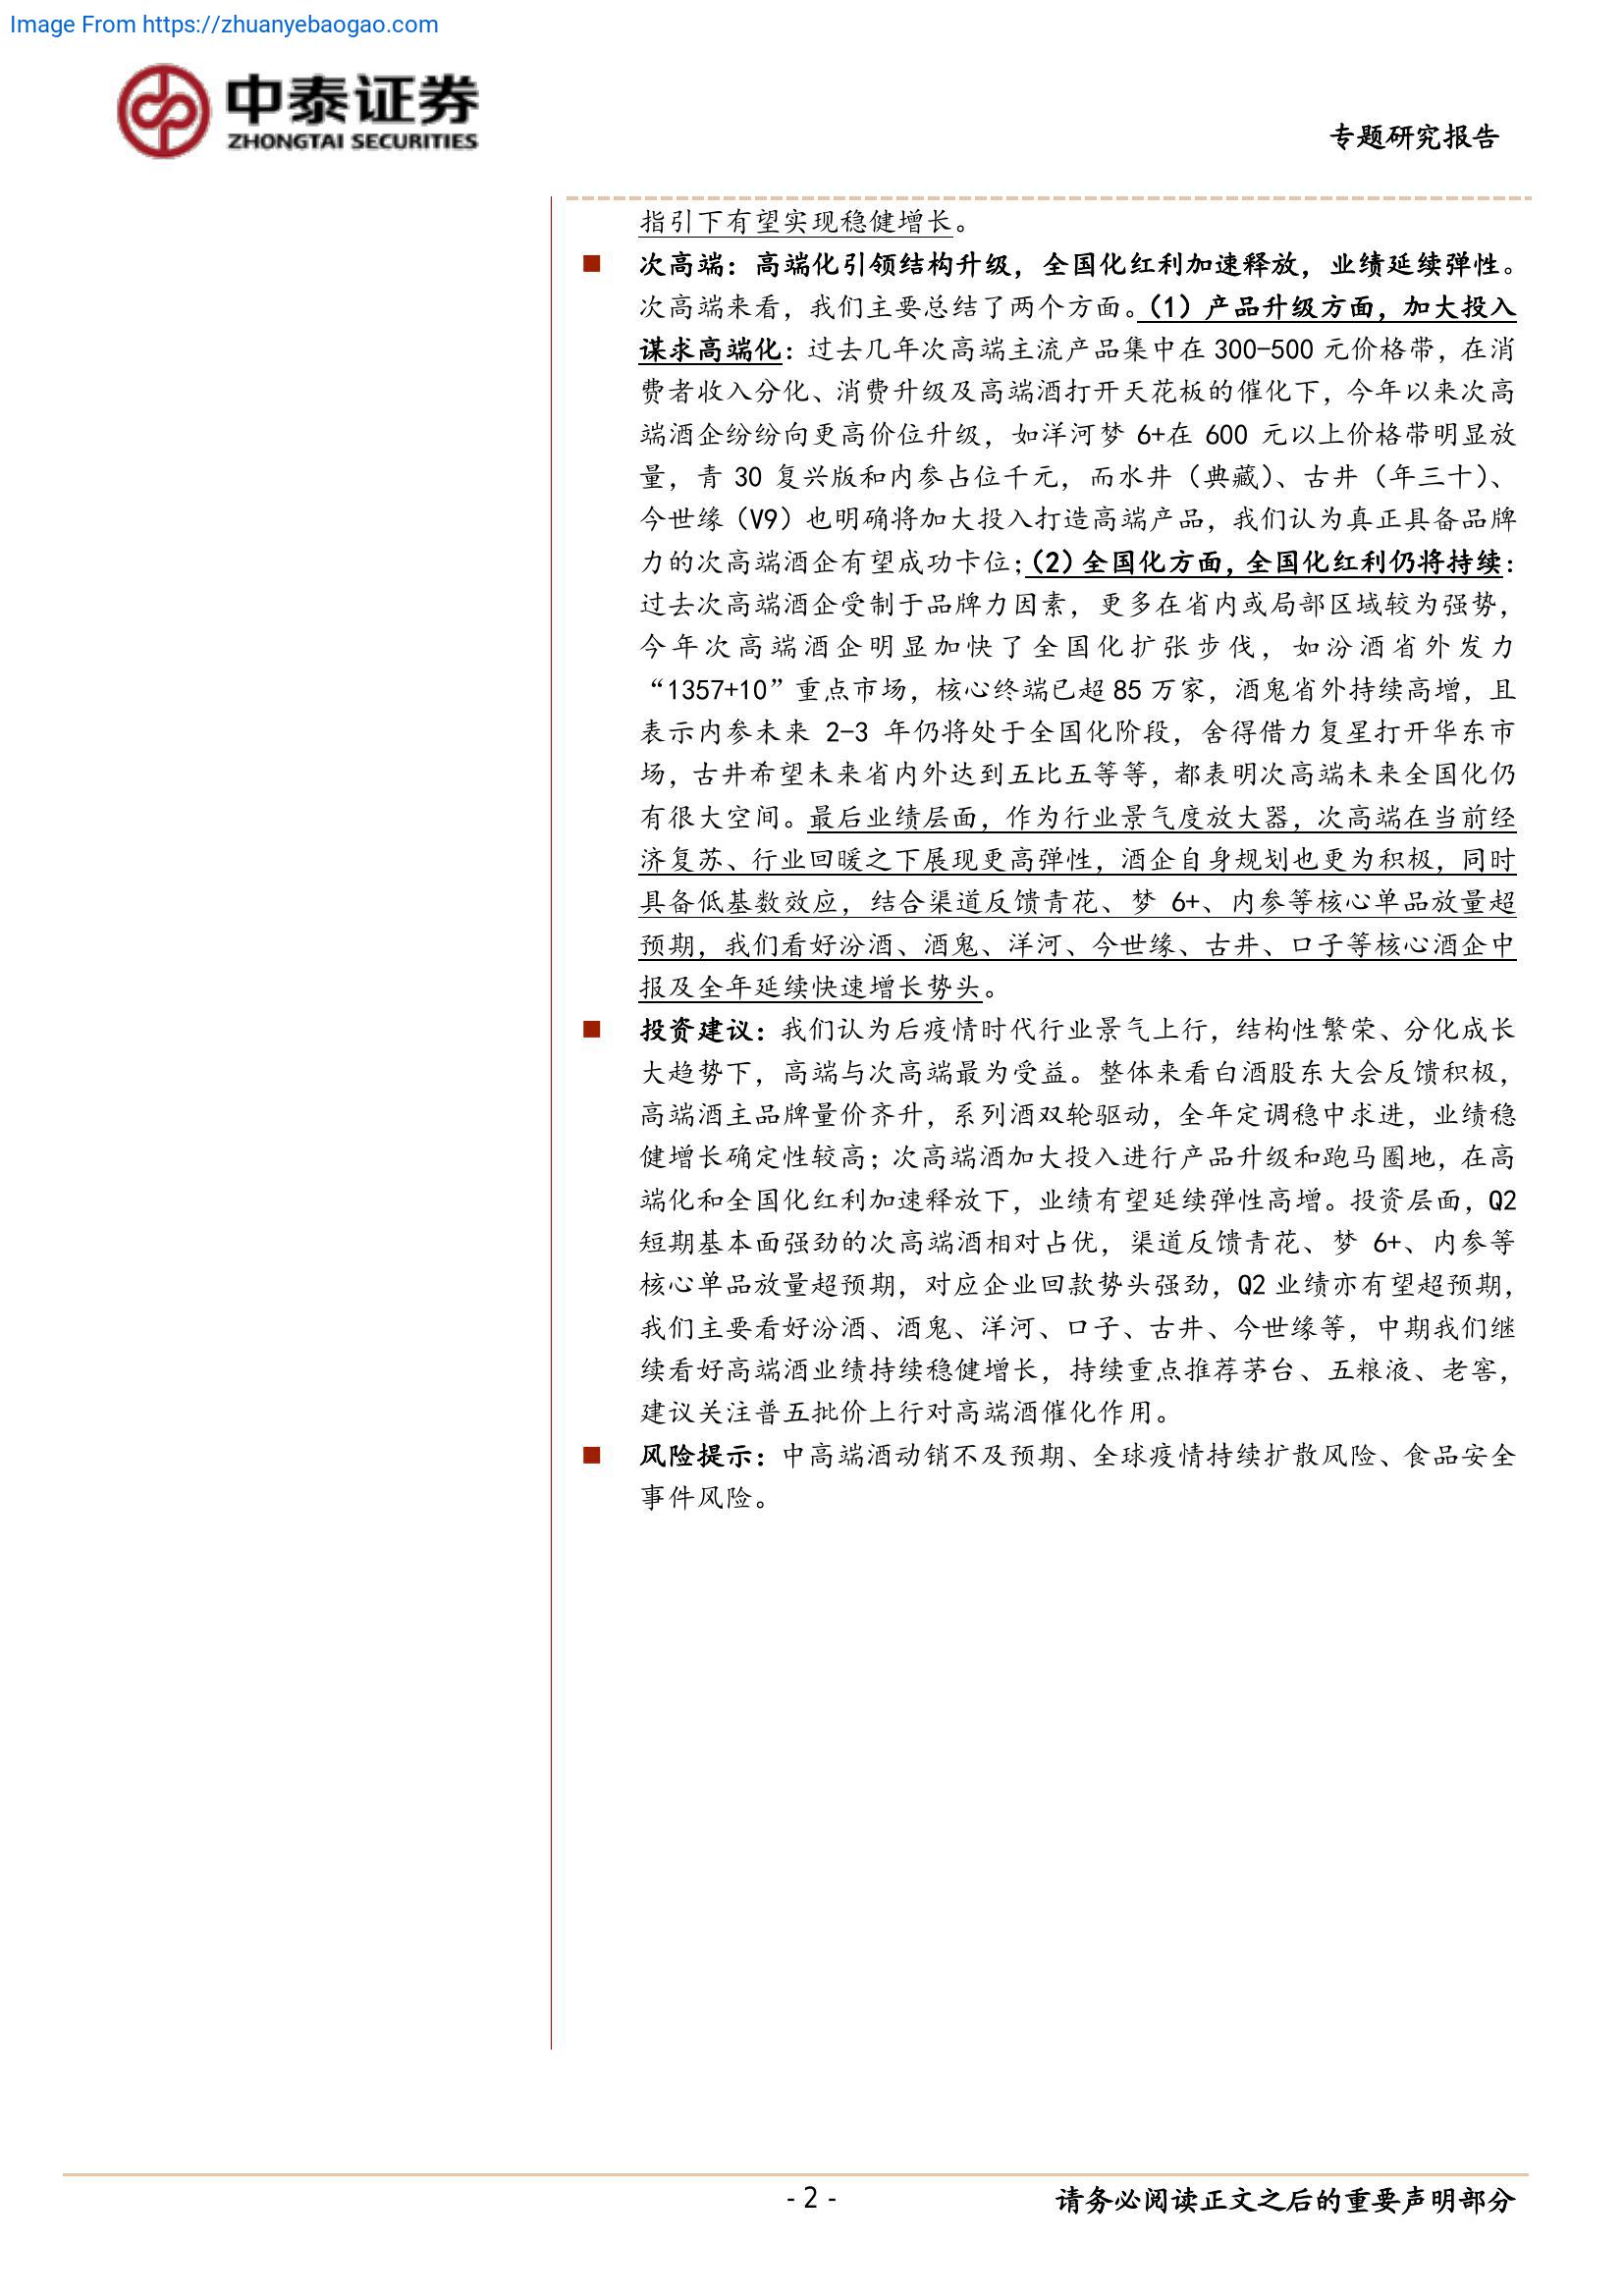 Image From https://zhuanyebaogao.com
中泰证券
ZHONGTAI SECURITIES
专题研究报告
指引下有望实现稳健增长。
■ 次高端：高端化引领结构升级，全国化红利加速释放，业绩延续弹性。
次高端来看，我们主要总结了两个方面。（1）产品升级方面，加大投入
谋求高端化：过去几年次高端主流产品集中在 300-500 元价格带，在消
费者收入分化、消费升级及高端酒打开天花板的催化下，今年以来次高
端酒企纷纷向更高价位升级，如洋河梦 6+在 600 元以上价格带明显放
量，青 30 复兴版和内参占位千元，而水井（典藏）、古井（年三十）、
今世缘（V9）也明确将加大投入打造高端产品，我们认为真正具备品牌
力的次高端酒企有望成功卡位；（2）全国化方面，全国化红利仍将持续：
过去次高端酒企受制于品牌力因素，更多在省内或局部区域较为强势，
今年次高端酒企明显加快了全国化扩张步伐，如汾酒省外发力
“1357+10”重点市场，核心终端已超 85 万家，酒鬼省外持续高增，且
表示内参未来 2-3 年仍将处于全国化阶段，舍得借力复星打开华东市
场，古井希望未来省内外达到五比五等等，都表明次高端未来全国化仍
有很大空间。最后业绩层面，作为行业景气度放大器，次高端在当前经
济复苏、行业回暖之下展现更高弹性，酒企自身规划也更为积极，同时
具备低基数效应，结合渠道反馈青花、梦 6+、内参等核心单品放量超
预期，我们看好汾酒、酒鬼、洋河、今世缘、古井、口子等核心酒企中
报及全年延续快速增长势头。
■ 投资建议：我们认为后疫情时代行业景气上行，结构性繁荣、分化成长
大趋势下，高端与次高端最为受益。整体来看白酒股东大会反馈积极，
高端酒主品牌量价齐升，系列酒双轮驱动，全年定调稳中求进，业绩稳
健增长确定性较高；次高端酒加大投入进行产品升级和跑马圈地，在高
端化和全国化红利加速释放下，业绩有望延续弹性高增。投资层面，Q2
短期基本面强劲的次高端酒相对占优，渠道反馈青花、梦 6+、内参等
核心单品放量超预期，对应企业回款势头强劲，Q2 业绩亦有望超预期，
我们主要看好汾酒、酒鬼、洋河、口子、古井、今世缘等，中期我们继
续看好高端酒业绩持续稳健增长，持续重点推荐茅台、五粮液、老窖，
建议关注普五批价上行对高端酒催化作用。
■ 风险提示：中高端酒动销不及预期、全球疫情持续扩散风险、食品安全
事件风险。
- 2 -
请务必阅读正文之后的重要声明部分